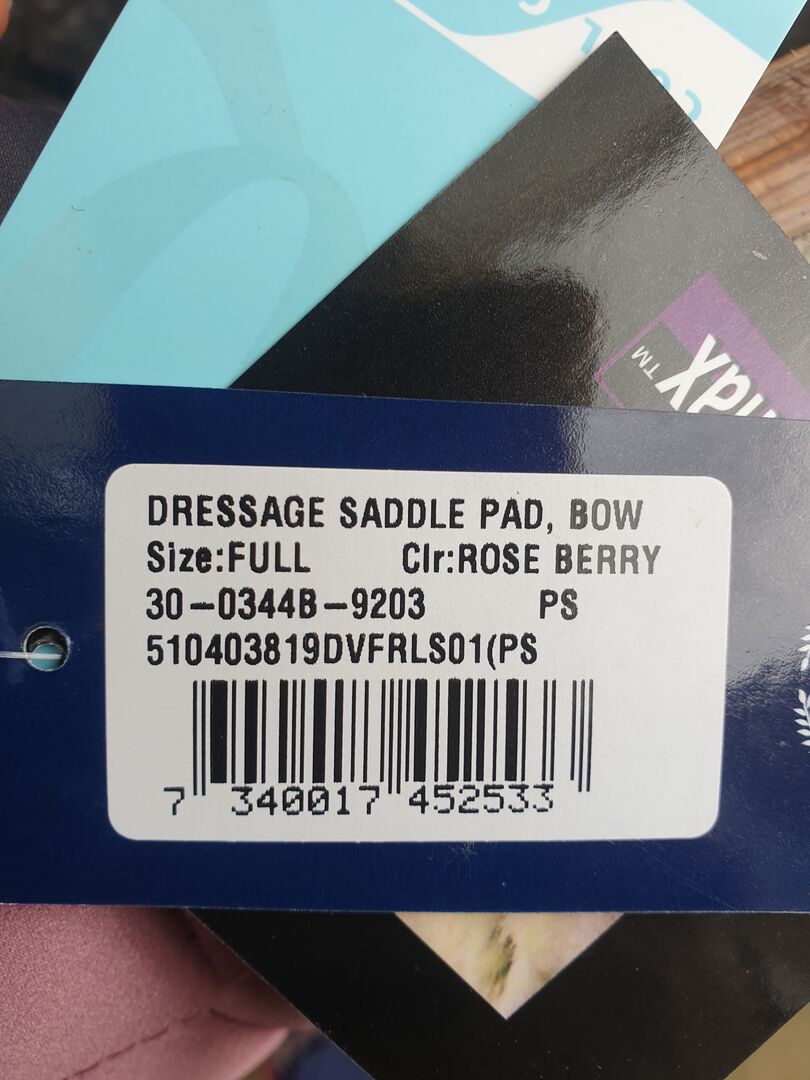 DRESSAGE SADDLE PAD, BOW
Size:FULL Clr:ROSE BERRY
30-0344B-9203 PS
510403819DVFRLS01(PS
7 340017 452533